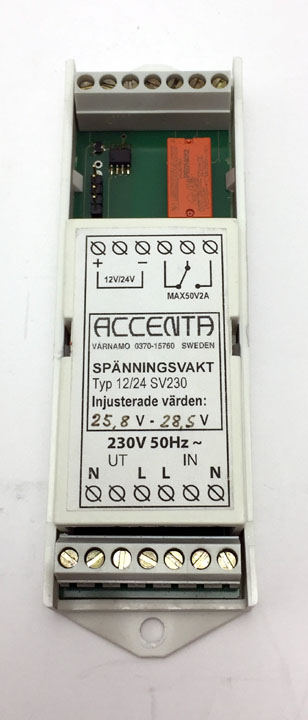 + −
12V/24V
MAX50V2A
ACCENTA
VÄRNAMO 0370-15760 SWEDEN
SPÄNNINGSVAKT
Typ 12/24 SV230
Injusterade värden:
25,8 V - 28,5 V
230V 50Hz ~
UT IN
N L L N